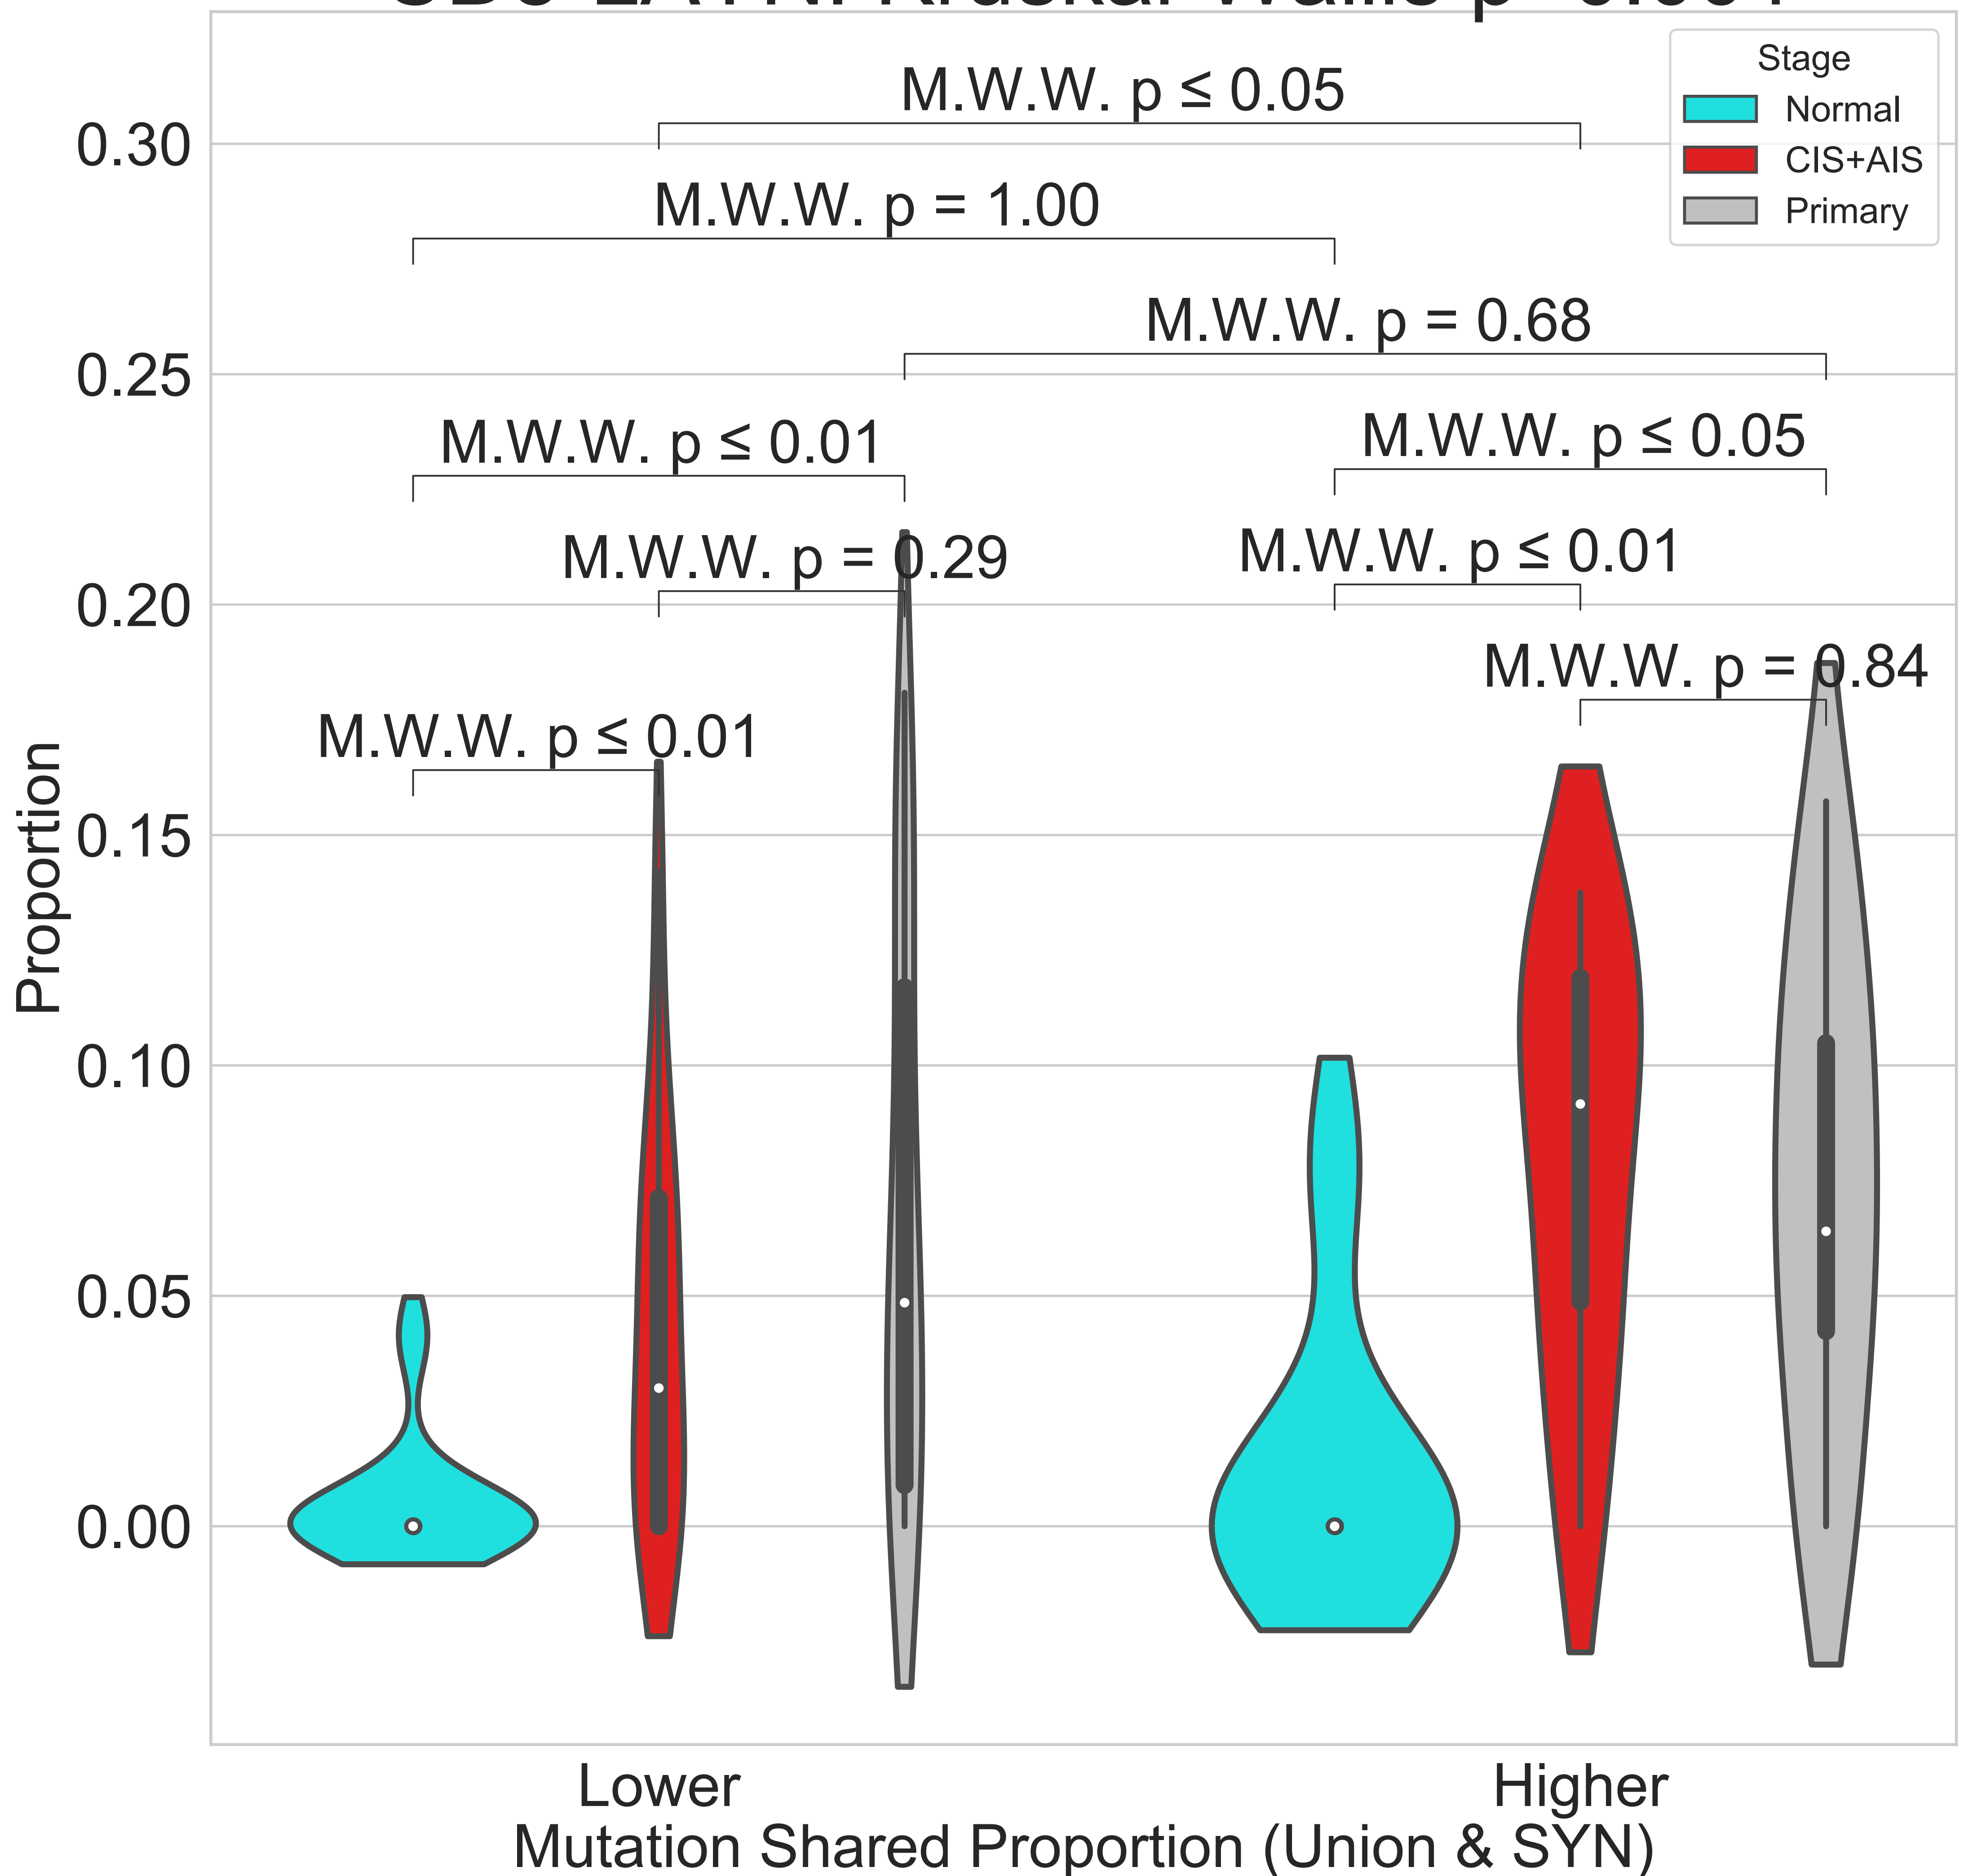 M.W.W. p ≤ 0.05
Stage
Normal
CIS+AIS
Primary
0.30
M.W.W. p = 1.00
M.W.W. p = 0.68
0.25
M.W.W. p ≤ 0.01
M.W.W. p ≤ 0.05
M.W.W. p = 0.29
M.W.W. p ≤ 0.01
0.20
M.W.W. p = 0.84
M.W.W. p ≤ 0.01
0.15
Proportion
0.10
0.05
0.00
Lower
Higher
Mutation Shared Proportion (Union & SYN)